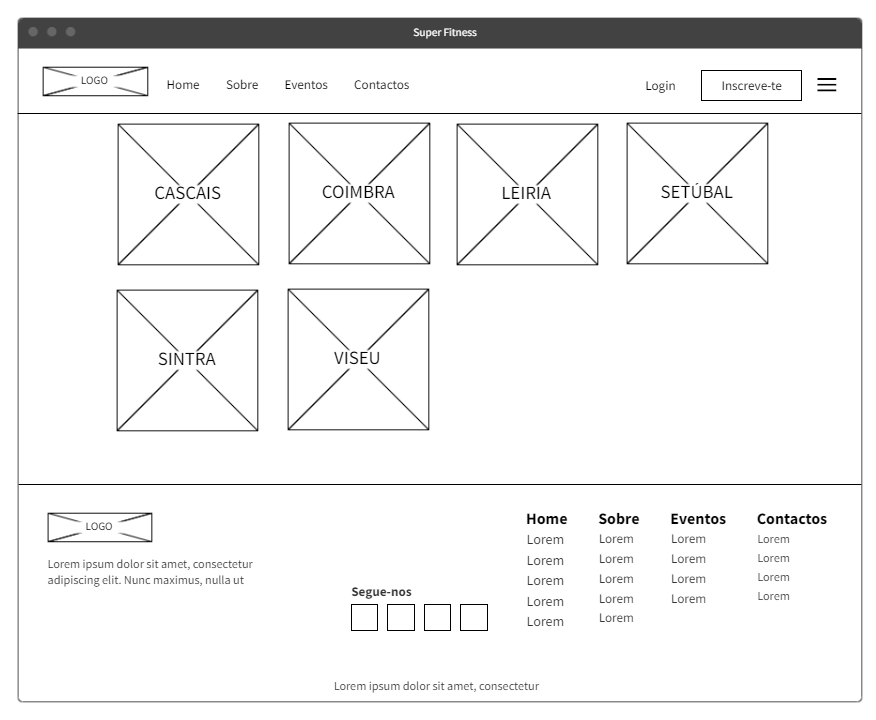 Super Fitness
LOGO Home Sobre Eventos Contactos Login Inscreve-te
CASCAIS COIMBRA LEIRIA SETÚBAL
SINTRA VISEU
LOGO
Lorem ipsum dolor sit amet, consectetur
adipiscing elit. Nunc maximus, nulla ut
Segue-nos
Home
Lorem
Lorem
Lorem
Lorem
Lorem
Sobre
Lorem
Lorem
Lorem
Lorem
Lorem
Eventos
Lorem
Lorem
Lorem
Lorem
Contactos
Lorem
Lorem
Lorem
Lorem
Lorem ipsum dolor sit amet, consectetur